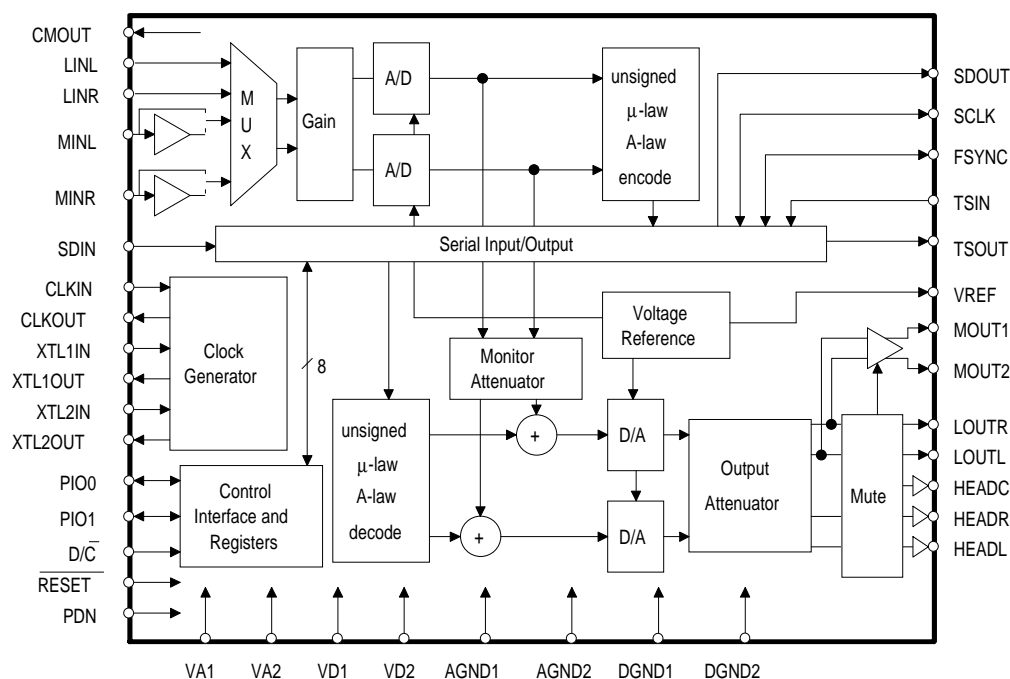 CMOUT
LINL
LINR
MINL
MINR
SDIN
CLKIN
CLKOUT
XTL1IN
XTL1OUT
XTL2IN
XTL2OUT
PIO0
PIO1
D/C̅
R̅E̅S̅E̅T̅
PDN
M
U
X
Gain
A/D
A/D
unsigned
μ-law
A-law
encode
Serial Input/Output
Clock
Generator
8
Control
Interface and
Registers
unsigned
μ-law
A-law
decode
Monitor
Attenuator
+
+
Voltage
Reference
D/A
D/A
Output
Attenuator
Mute
SDOUT
SCLK
FSYNC
TSIN
TSOUT
VREF
MOUT1
MOUT2
LOUTR
LOUTL
HEADC
HEADR
HEADL
VA1
VA2
VD1
VD2
AGND1
AGND2
DGND1
DGND2